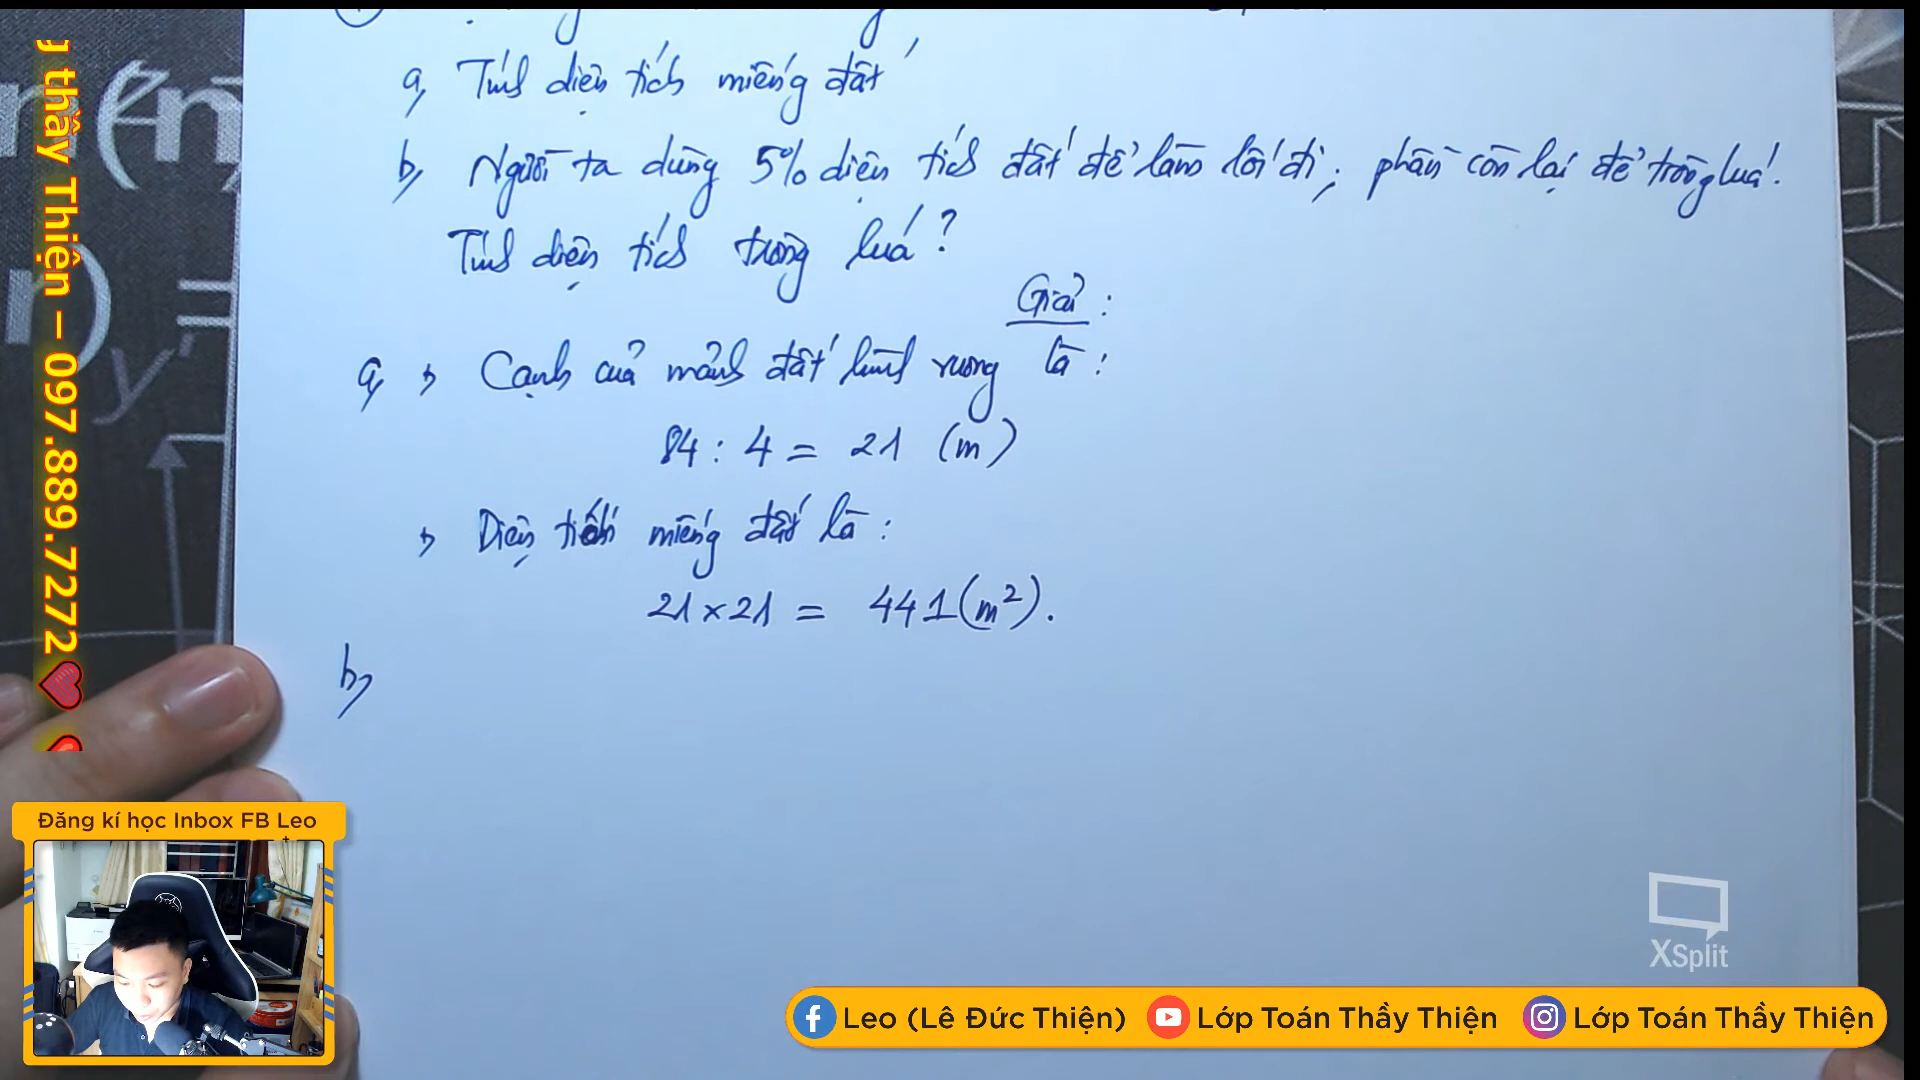 a, Tính diện tích miếng đất
b, Người ta dùng 5% diện tích đất để làm lối đi; phần còn lại để trồng lúa.
Tính diện tích trồng lúa?
Giải:
a, Cạnh của mảnh đất hình vuông là:
84 : 4 = 21 (m)
Diện tích miếng đất là:
21 × 21 = 441 (m²).
b,
thầy Thiện – 097.889.7272
Đăng kí học Inbox FB Leo
XSplit
Leo (Lê Đức Thiện) Lớp Toán Thầy Thiện Lớp Toán Thầy Thiện